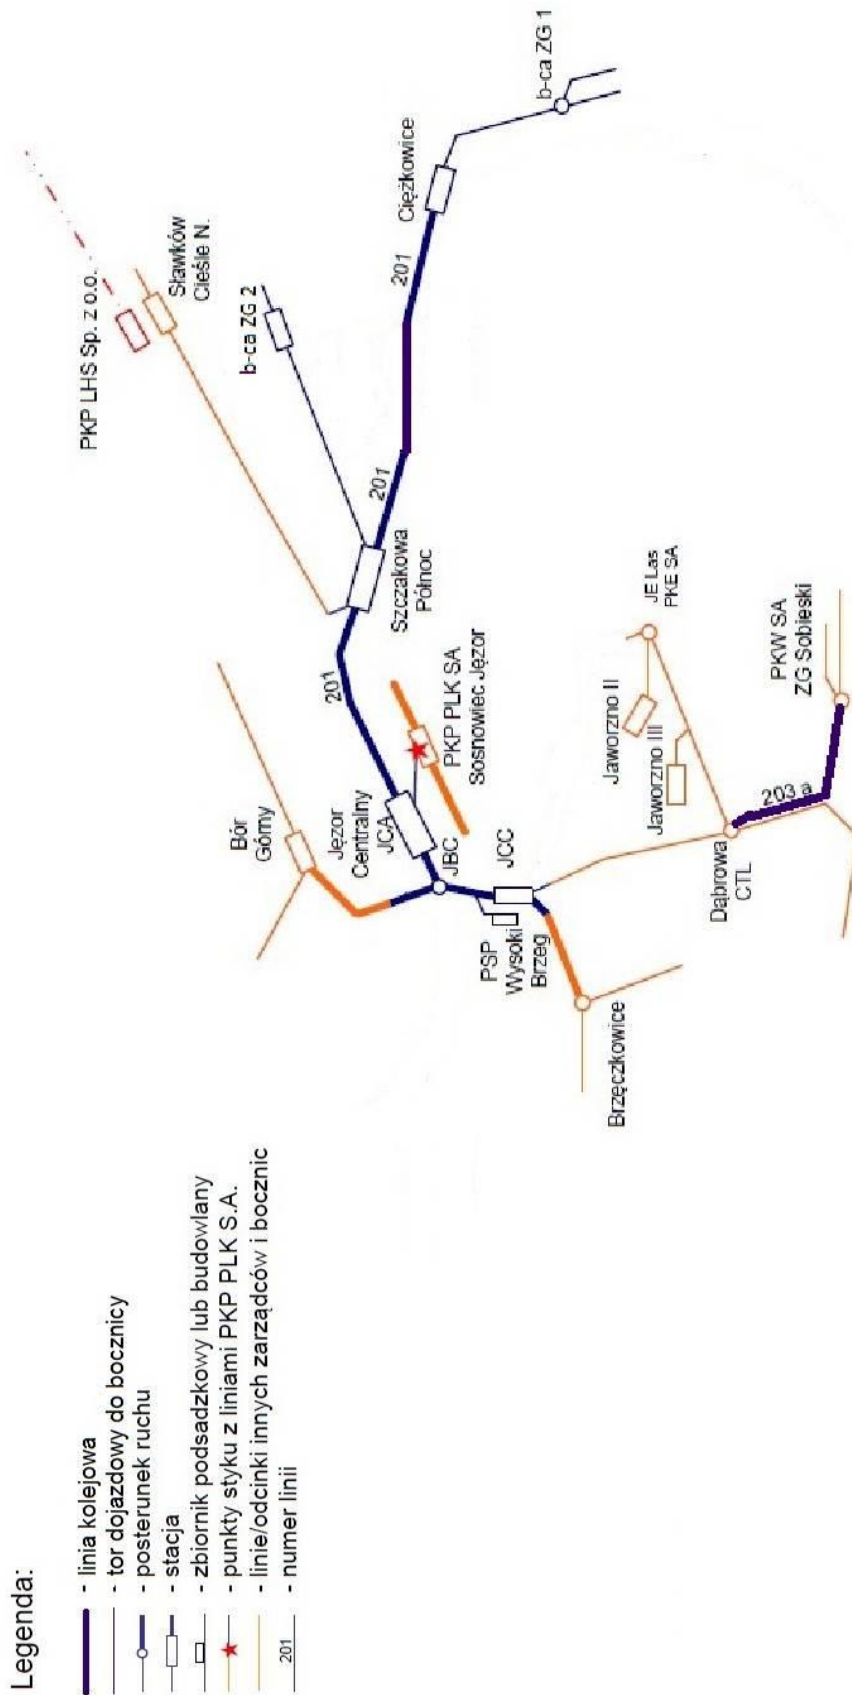 Legenda:
- linia kolejowa
- tor dojazdowy do bocznicy
- posterunek ruchu
- stacja
- zbiornik podsadzkowy lub budowlany
- punkty styku z liniami PKP PLK S.A.
- linie/odcinki innych zarządców i bocznic
201 - numer linii
PKP LHS Sp. z o.o.
Sławków
Cieśle N.
b-ca ZG 2
Bór
Górny
Jęzor
Centralny
JCA
JBC
JCC
PSP
Wysoki
Brzeg
Brzęczkowice
201
Szczakowa
Północ
201
201
Ciężkowice
b-ca ZG 1
PKP PLK SA
Sosnowiec Jęzor
Jaworzno II
Jaworzno III
JE Las
PKE SA
Dąbrowa
CTL
203 a
PKW SA
ZG Sobieski